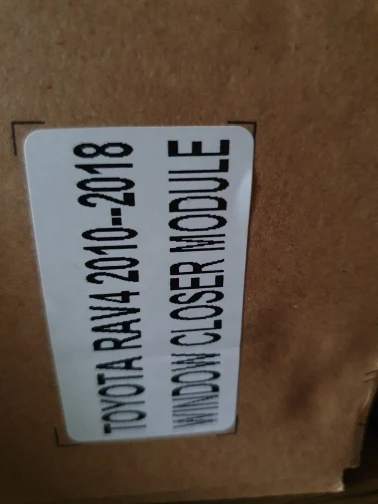 TOYOTA RAV4 2010--2018
WINDOW CLOSER MODULE